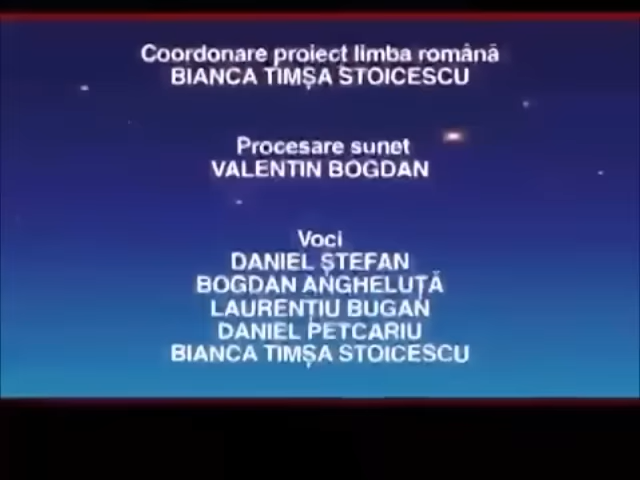 Coordonare proiect limba română
BIANCA TIMȘA STOICESCU
Procesare sunet
VALENTIN BOGDAN
Voci
DANIEL ȘTEFAN
BOGDAN ANGHELUȚĂ
LAURENȚIU BUGAN
DANIEL PETCARIU
BIANCA TIMȘA STOICESCU